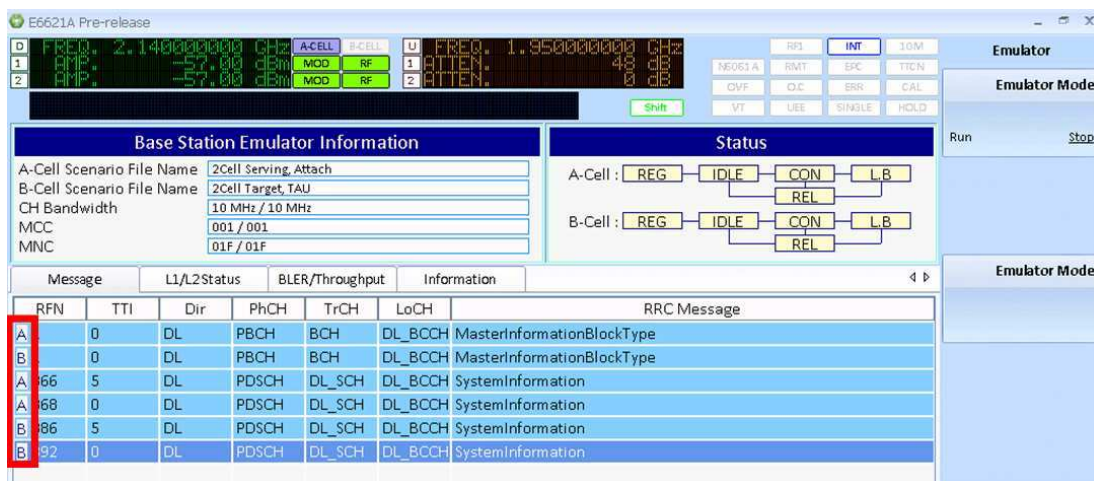 E6621A Pre-release
D FREQ. 2.140000000 GHz A-CELL B-CELL U FREQ. 1.950000000 GHz RF1 INT 10M Emulator
1 AMP. -57.00 dBm MOD RF 1 ATTEN. 48 dB N6061A RMT EPC TTCN
2 AMP. -57.00 dBm MOD RF 2 ATTEN. 0 dB OVF O.C ERR CAL Emulator Mode
Shift VT UEE SINGLE HOLD
Base Station Emulator Information Status Run Stop
A-Cell Scenario File Name 2Cell Serving, Attach A-Cell : REG IDLE CON L.B
B-Cell Scenario File Name 2Cell Target, TAU REL
CH Bandwidth 10 MHz / 10 MHz
MCC 001 / 001 B-Cell : REG IDLE CON L.B
MNC 01F / 01F REL
Message L1/L2Status BLER/Throughput Information Emulator Mode
RFN TTI Dir PhCH TrCH LoCH RRC Message
A 0 DL PBCH BCH DL_BCCH MasterInformationBlockType
B 0 DL PBCH BCH DL_BCCH MasterInformationBlockType
A 366 5 DL PDSCH DL_SCH DL_BCCH SystemInformation
A 368 0 DL PDSCH DL_SCH DL_BCCH SystemInformation
B 386 5 DL PDSCH DL_SCH DL_BCCH SystemInformation
B 392 0 DL PDSCH DL_SCH DL_BCCH SystemInformation